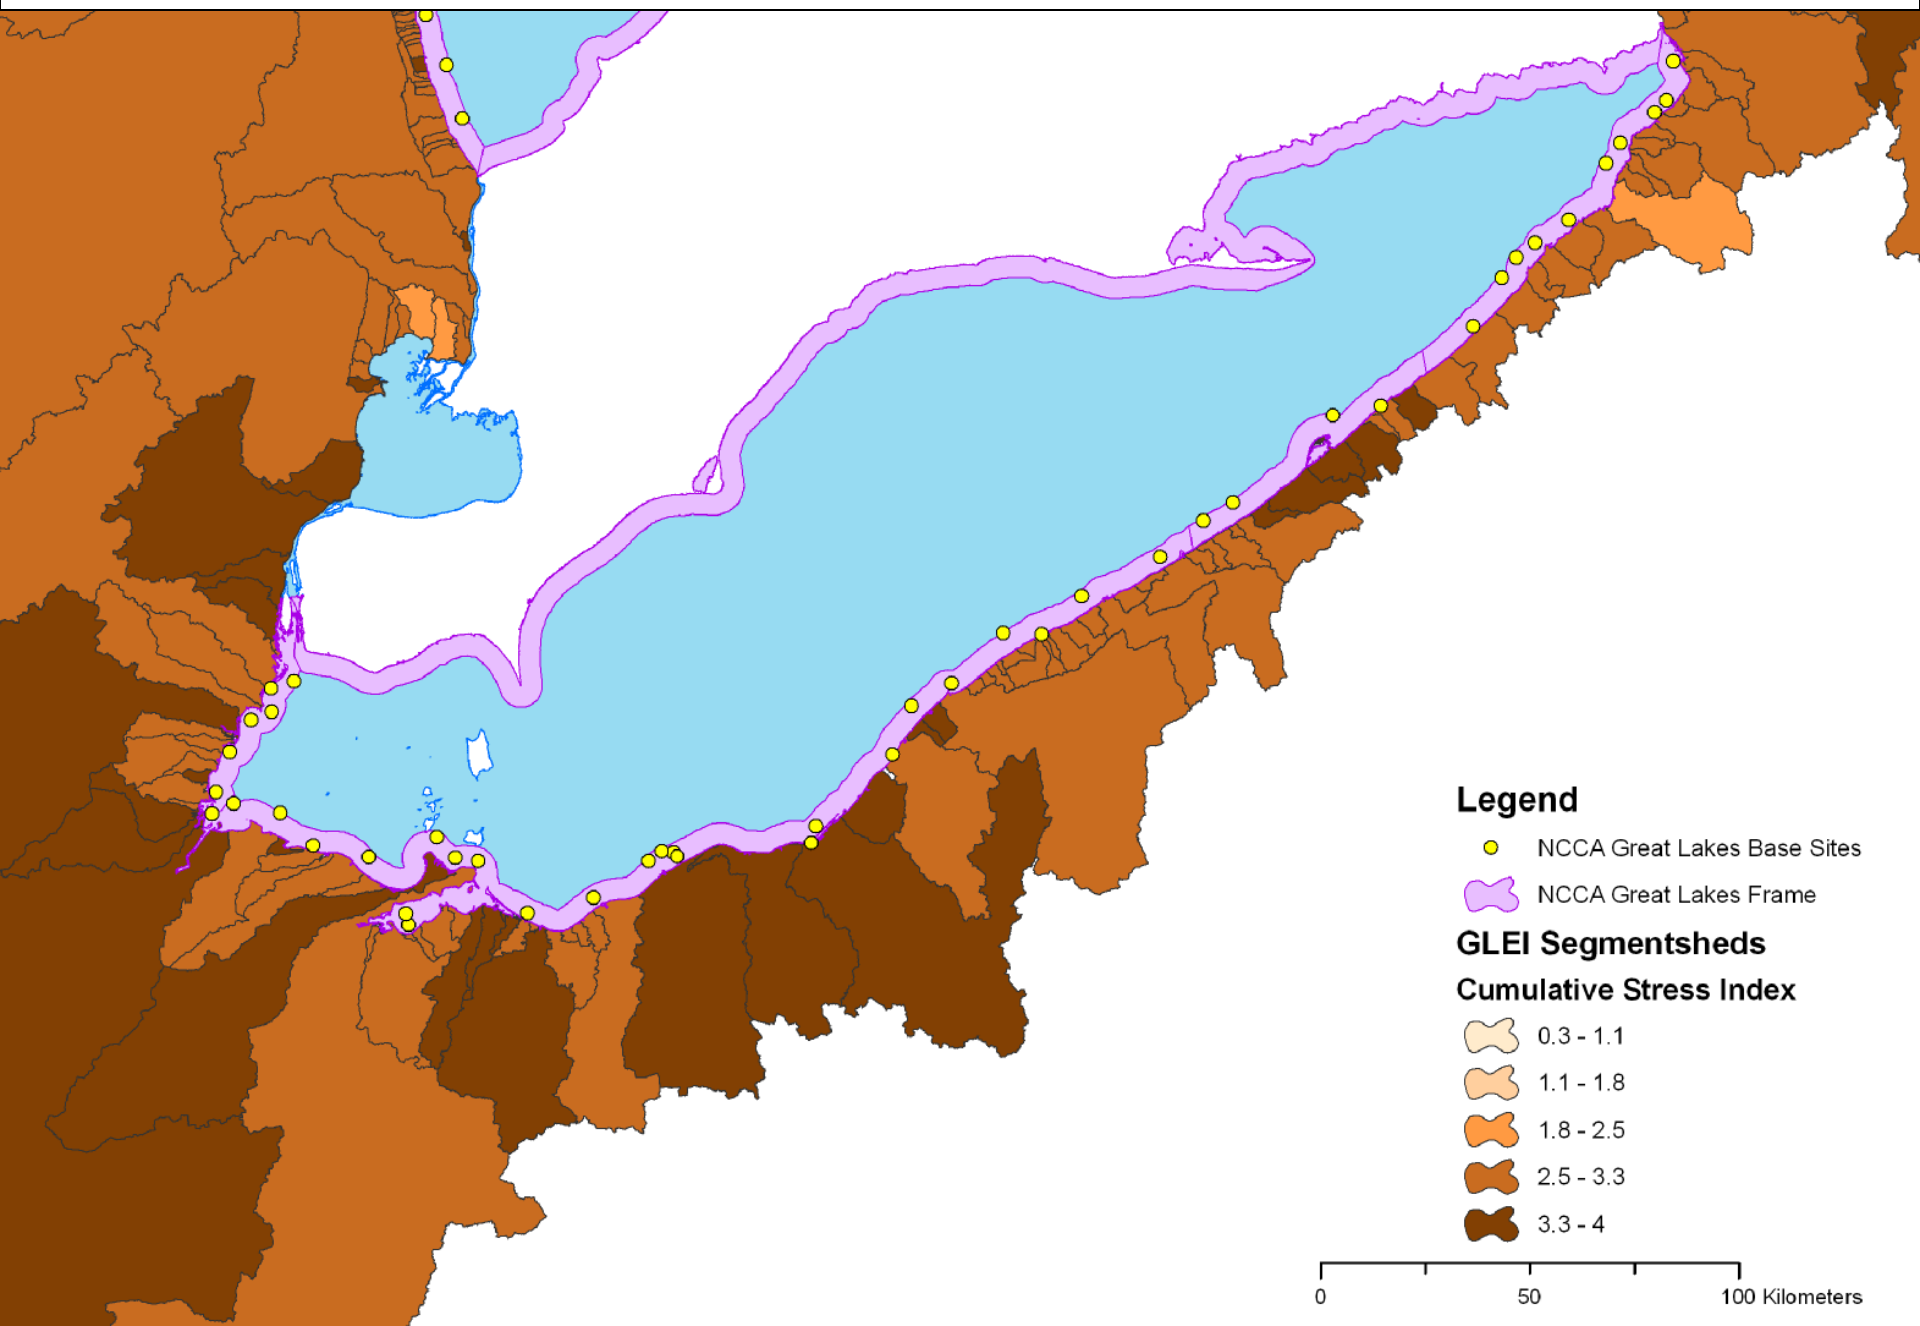 Legend
NCCA Great Lakes Base Sites
NCCA Great Lakes Frame
GLEI Segmentsheds
Cumulative Stress Index
0.3 - 1.1
1.1 - 1.8
1.8 - 2.5
2.5 - 3.3
3.3 - 4
0 50 100 Kilometers